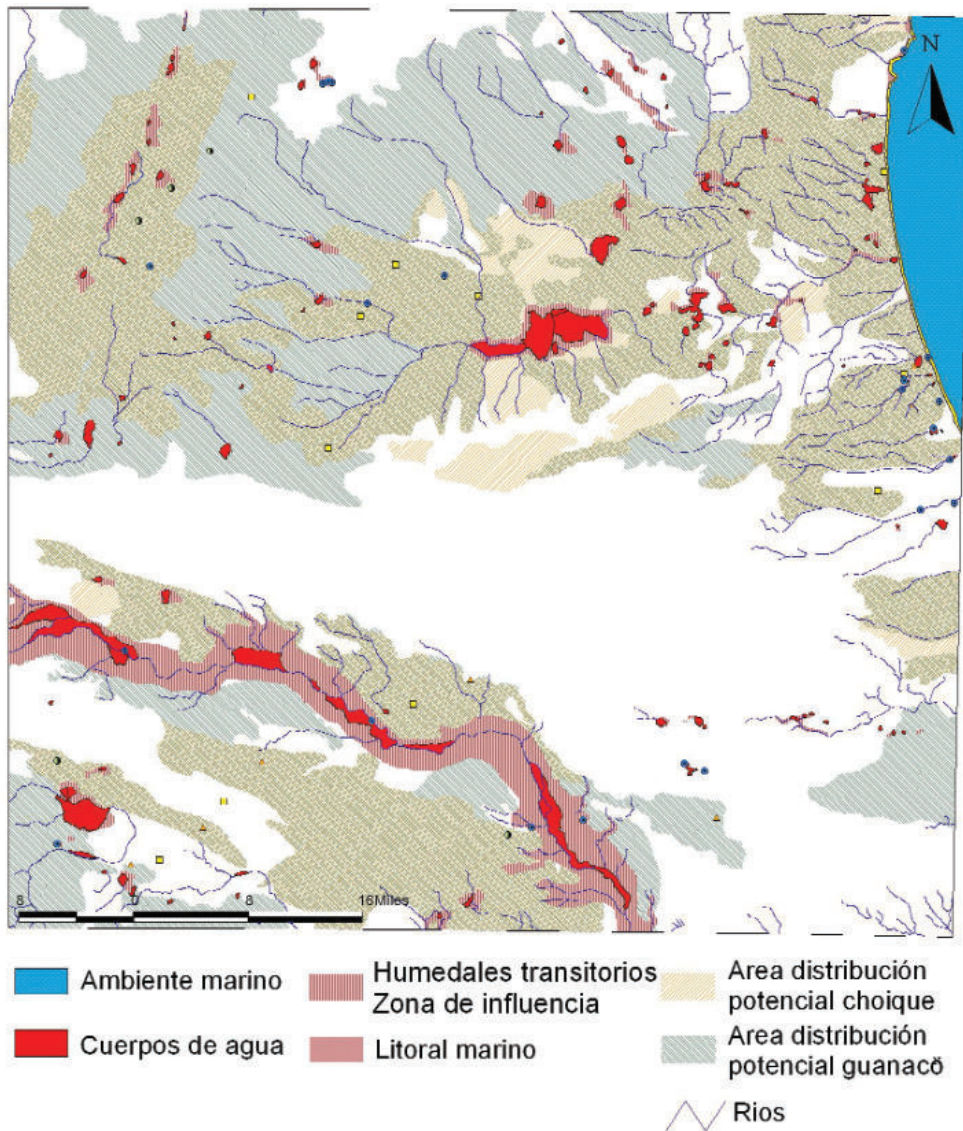 N
8 0 8 16Miles
Ambiente marino
Cuerpos de agua
Humedales transitorios
Zona de influencia
Litoral marino
Area distribución
potencial choique
Area distribución
potencial guanacö
Rios